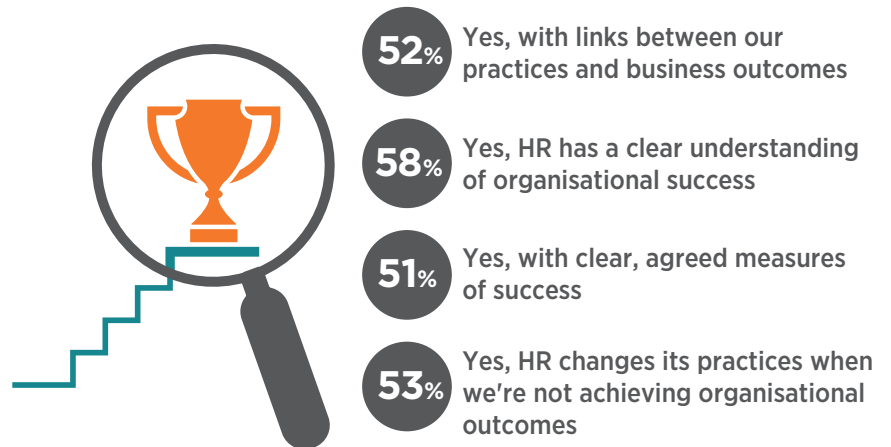 52%
Yes, with links between our
practices and business outcomes
58%
Yes, HR has a clear understanding
of organisational success
51%
Yes, with clear, agreed measures
of success
53%
Yes, HR changes its practices when
we're not achieving organisational
outcomes